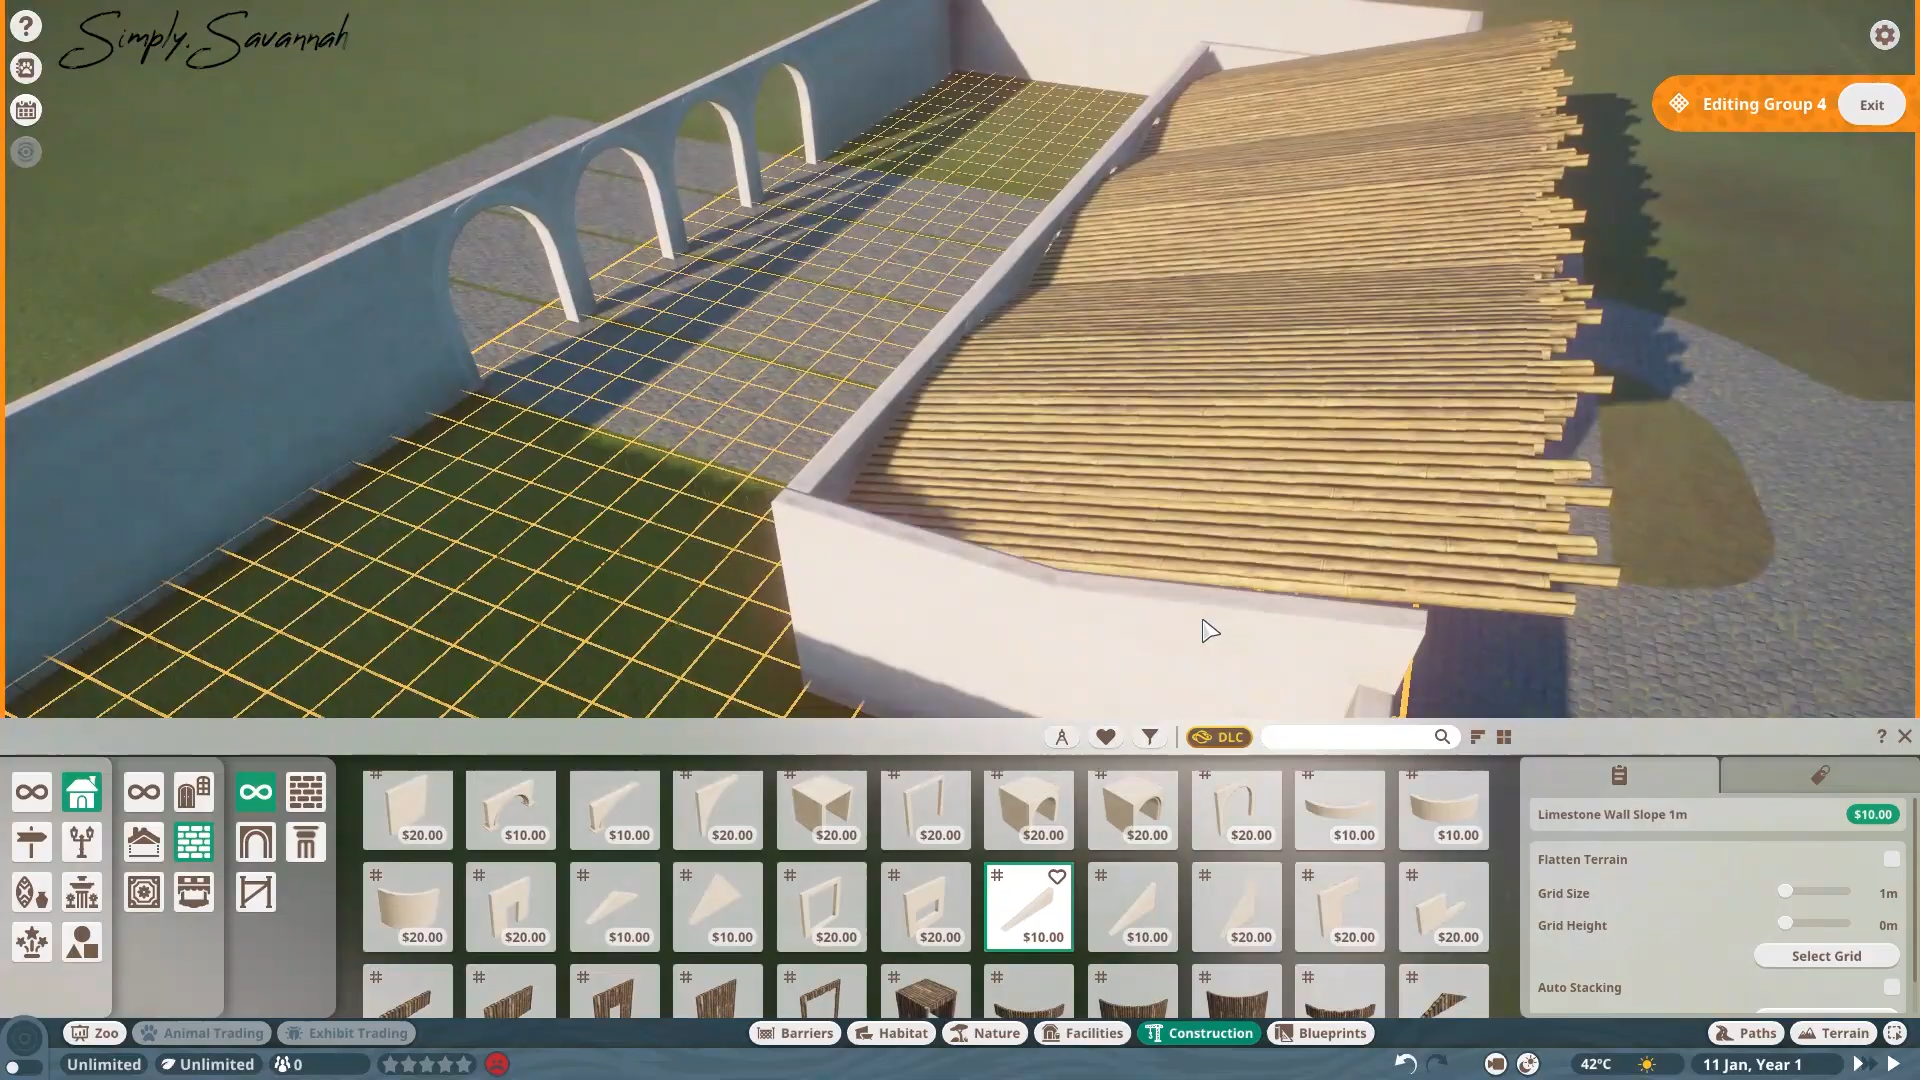 Simply.Savannah
Editing Group 4
Exit
DLC
$20.00 $10.00 $10.00 $20.00 $20.00 $20.00 $20.00 $20.00 $20.00 $10.00 $10.00
$20.00 $20.00 $10.00 $10.00 $20.00 $20.00 $10.00 $10.00 $20.00 $20.00 $20.00
Limestone Wall Slope 1m
$10.00
Flatten Terrain
Grid Size
1m
Grid Height
0m
Select Grid
Auto Stacking
Zoo
Animal Trading
Exhibit Trading
Barriers
Habitat
Nature
Facilities
Construction
Blueprints
Paths
Terrain
Unlimited
Unlimited
0
42°C
11 Jan, Year 1